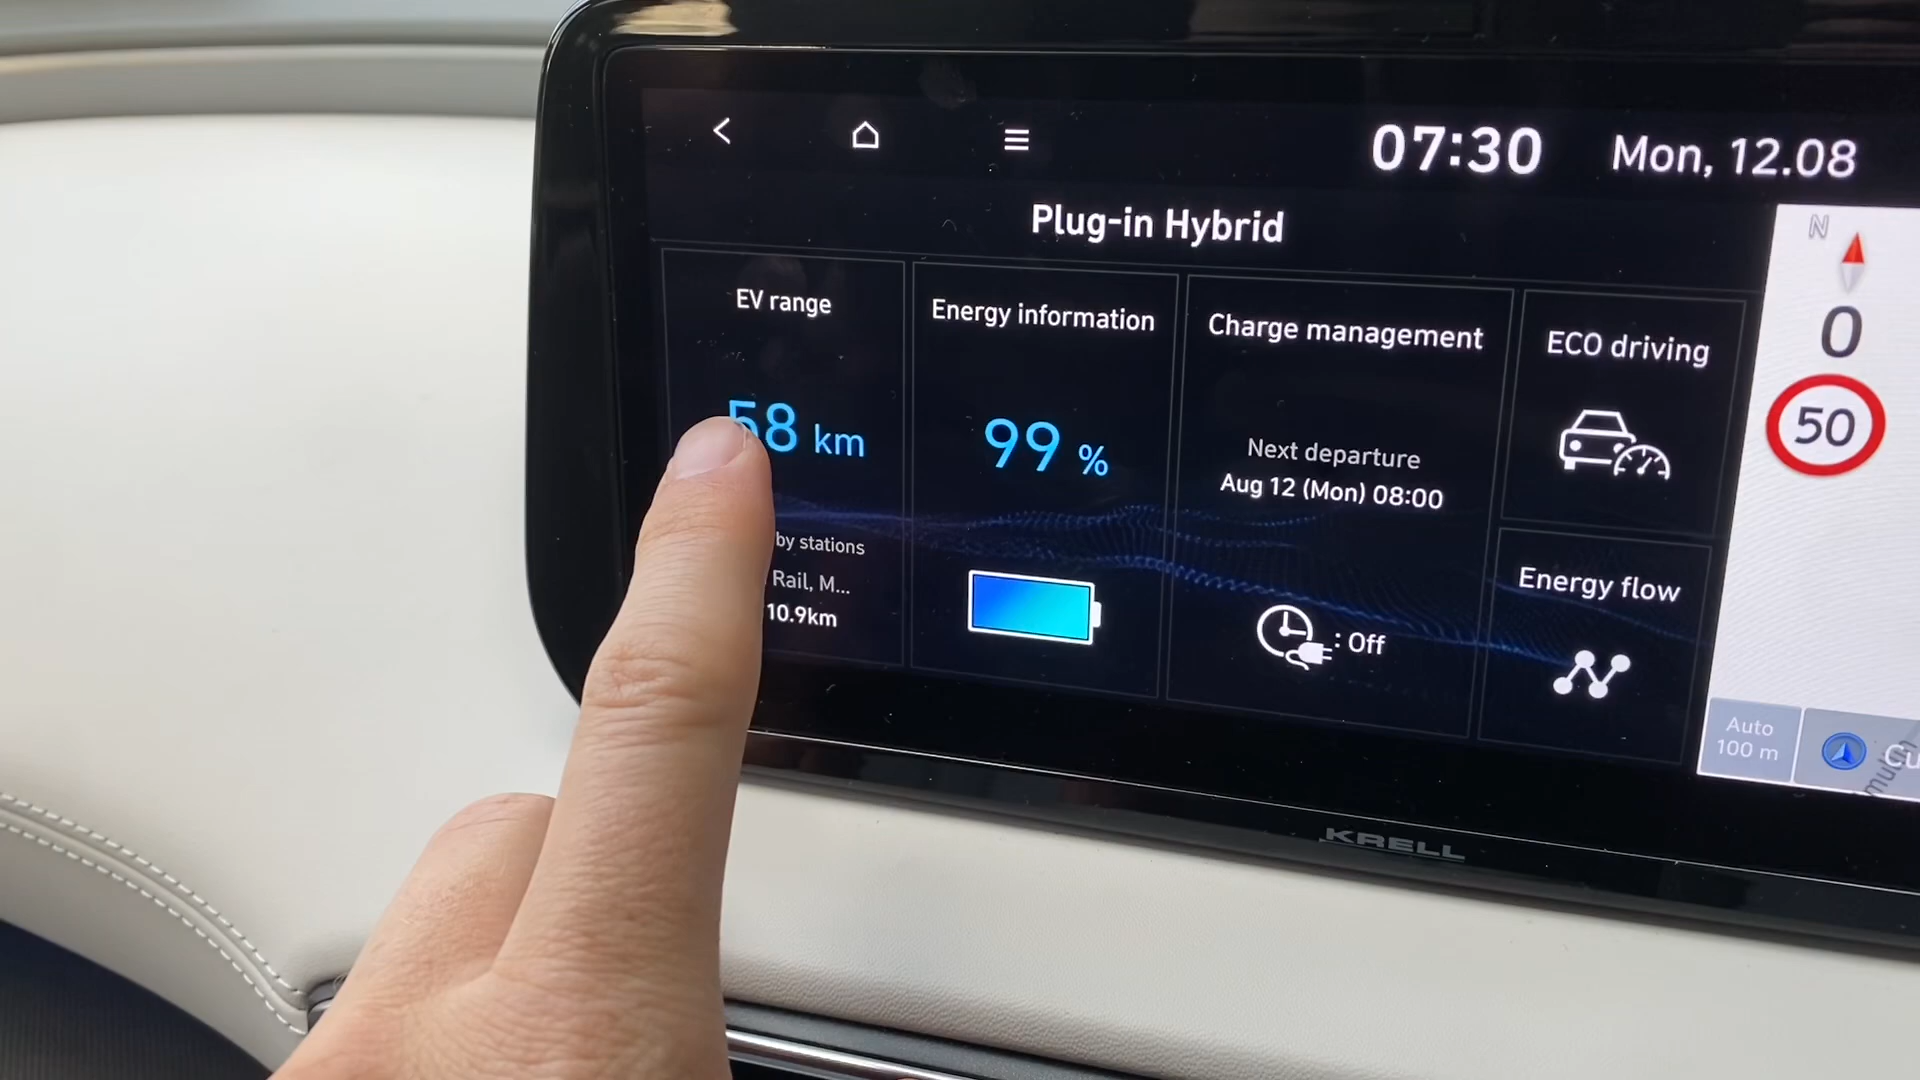 07:30 Mon, 12.08
Plug-in Hybrid
N
EV range
58 km
by stations
Rail, M...
10.9km
Energy information
99 %
Charge management
Next departure
Aug 12 (Mon) 08:00
: Off
ECO driving
Energy flow
0
50
Auto
100 m
Cu
KRELL